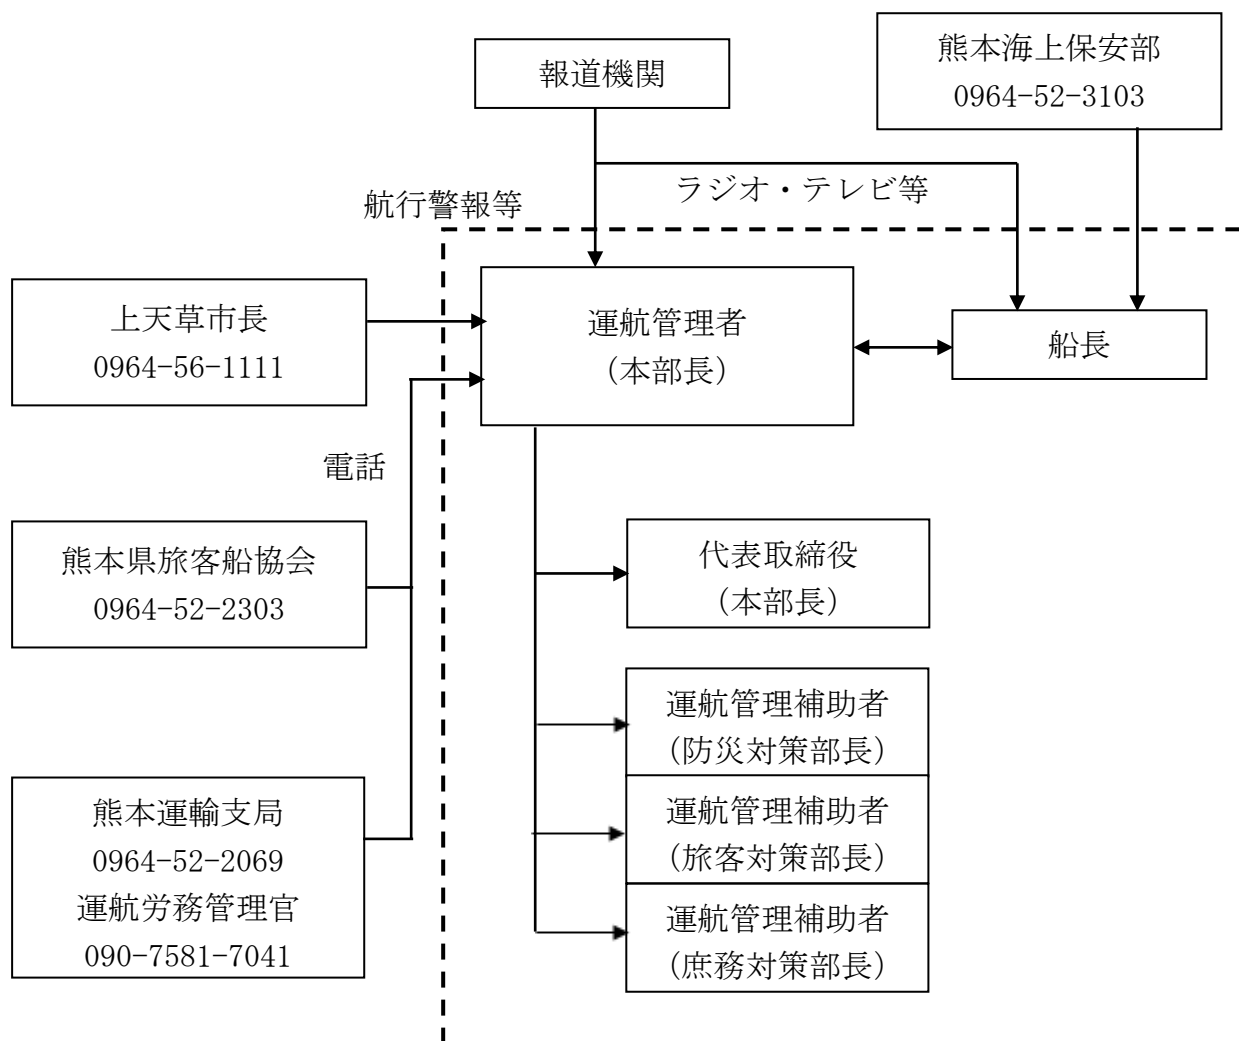 報道機関
熊本海上保安部
0964-52-3103
ラジオ・テレビ等
航行警報等
上天草市長
0964-56-1111
運航管理者
(本部長)
船長
電話
熊本県旅客船協会
0964-52-2303
代表取締役
(本部長)
運航管理補助者
(防災対策部長)
運航管理補助者
(旅客対策部長)
運航管理補助者
(庶務対策部長)
熊本運輸支局
0964-52-2069
運航労務管理官
090-7581-7041